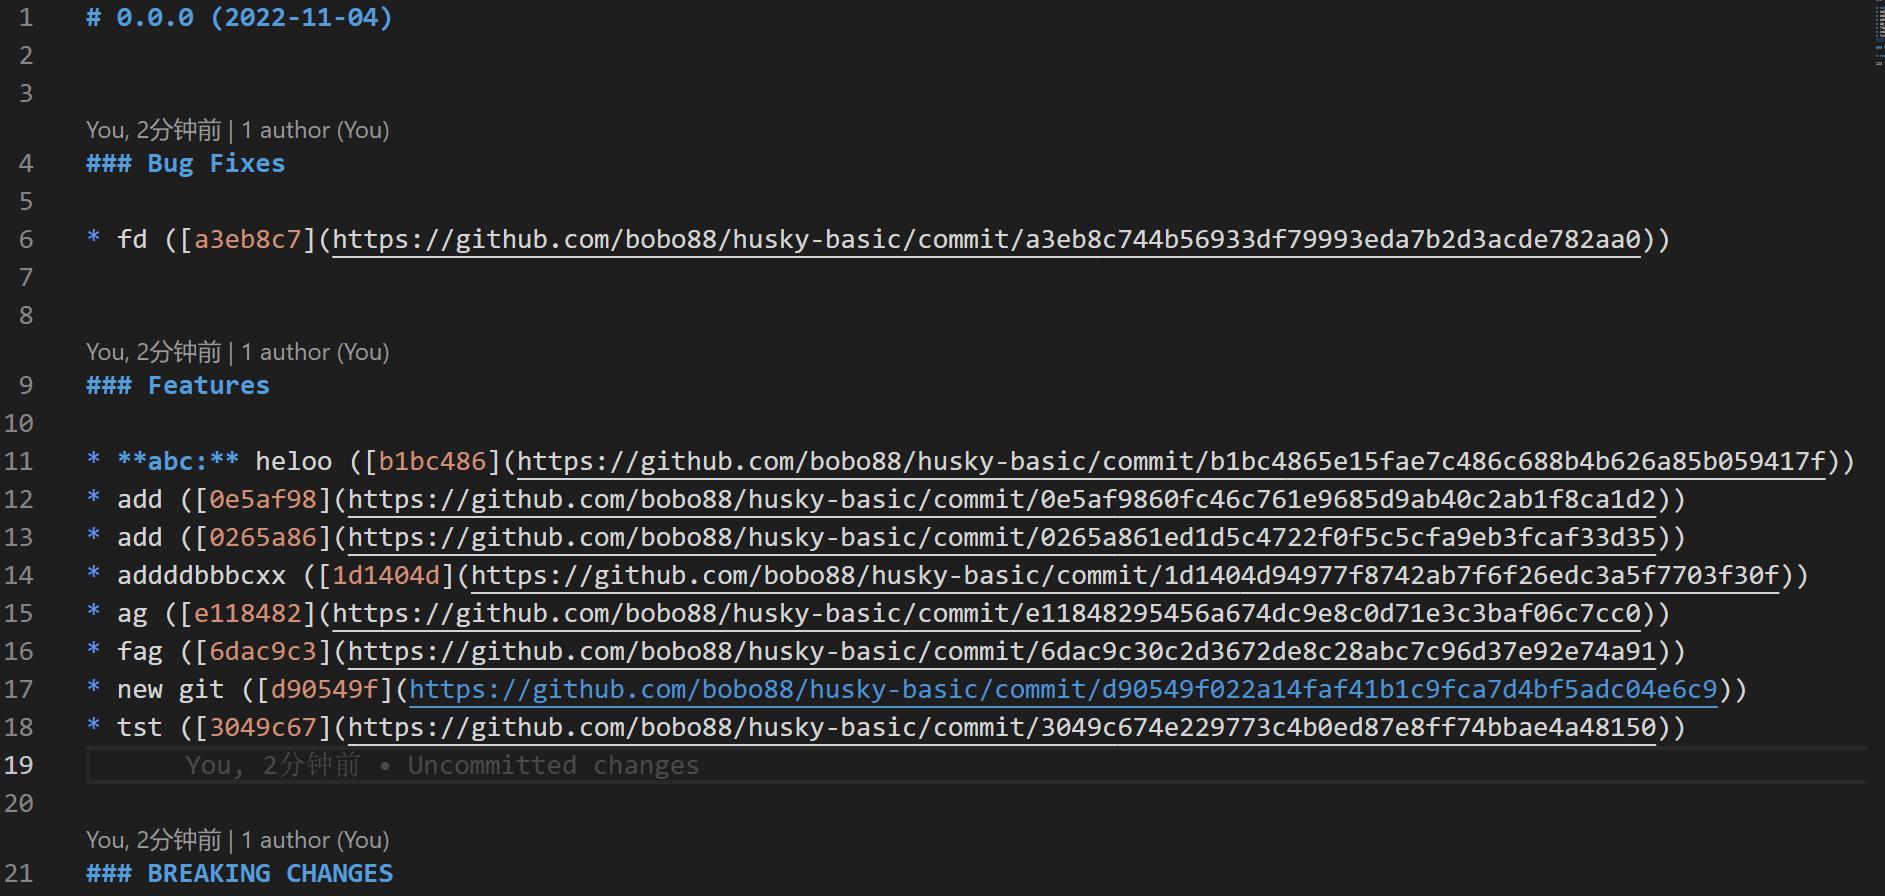 1 # 0.0.0 (2022-11-04)
2
3
You, 2分钟前 | 1 author (You)
4 ### Bug Fixes
5
6 * fd ([a3eb8c7](https://github.com/bobo88/husky-basic/commit/a3eb8c744b56933df79993eda7b2d3acde782aa0))
7
8
You, 2分钟前 | 1 author (You)
9 ### Features
10
11 * **abc:** heloo ([b1bc486](https://github.com/bobo88/husky-basic/commit/b1bc4865e15fae7c486c688b4b626a85b059417f))
12 * add ([0e5af98](https://github.com/bobo88/husky-basic/commit/0e5af9860fc46c761e9685d9ab40c2ab1f8ca1d2))
13 * add ([0265a86](https://github.com/bobo88/husky-basic/commit/0265a861ed1d5c4722f0f5c5cfa9eb3fcaf33d35))
14 * addddbbbcxx ([1d1404d](https://github.com/bobo88/husky-basic/commit/1d1404d94977f8742ab7f6f26edc3a5f7703f30f))
15 * ag ([e118482](https://github.com/bobo88/husky-basic/commit/e11848295456a674dc9e8c0d71e3c3baf06c7cc0))
16 * fag ([6dac9c3](https://github.com/bobo88/husky-basic/commit/6dac9c30c2d3672de8c28abc7c96d37e92e74a91))
17 * new git ([d90549f](https://github.com/bobo88/husky-basic/commit/d90549f022a14faf41b1c9fca7d4bf5adc04e6c9))
18 * tst ([3049c67](https://github.com/bobo88/husky-basic/commit/3049c674e229773c4b0ed87e8ff74bbae4a48150))
19 You, 2分钟前 • Uncommitted changes
20
You, 2分钟前 | 1 author (You)
21 ### BREAKING CHANGES